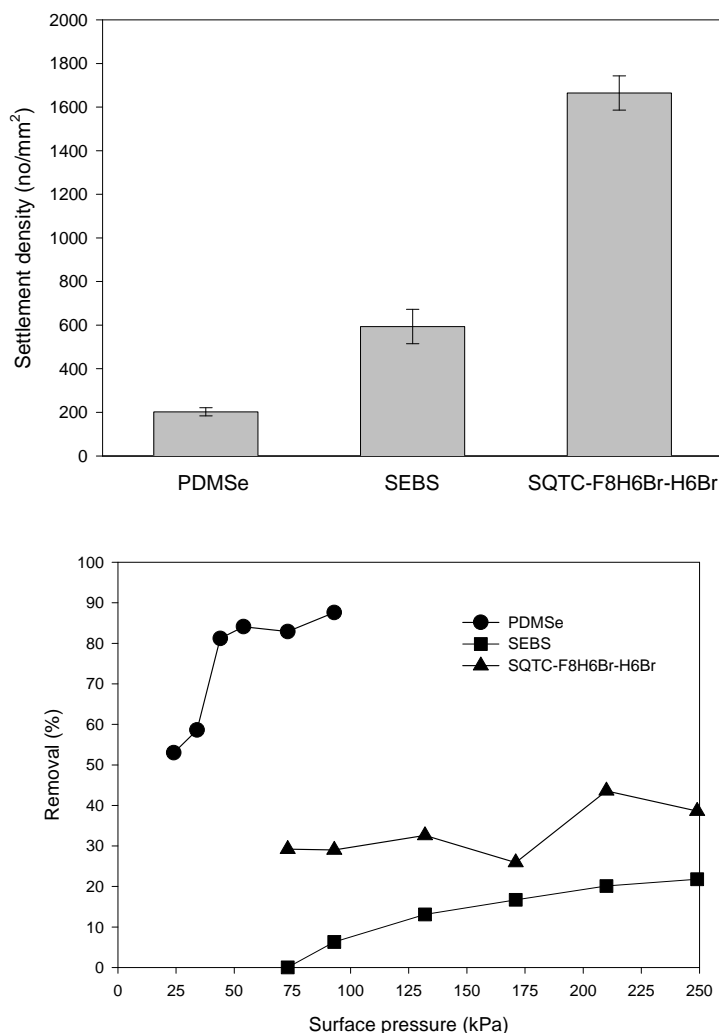 Settlement density (no/mm²)
2000
1800
1600
1400
1200
1000
800
600
400
200
0
PDMSe SEBS SQTC-F8H6Br-H6Br
Removal (%)
100
90
80
70
60
50
40
30
20
10
0
PDMSe
SEBS
SQTC-F8H6Br-H6Br
0 25 50 75 100 125 150 175 200 225 250
Surface pressure (kPa)